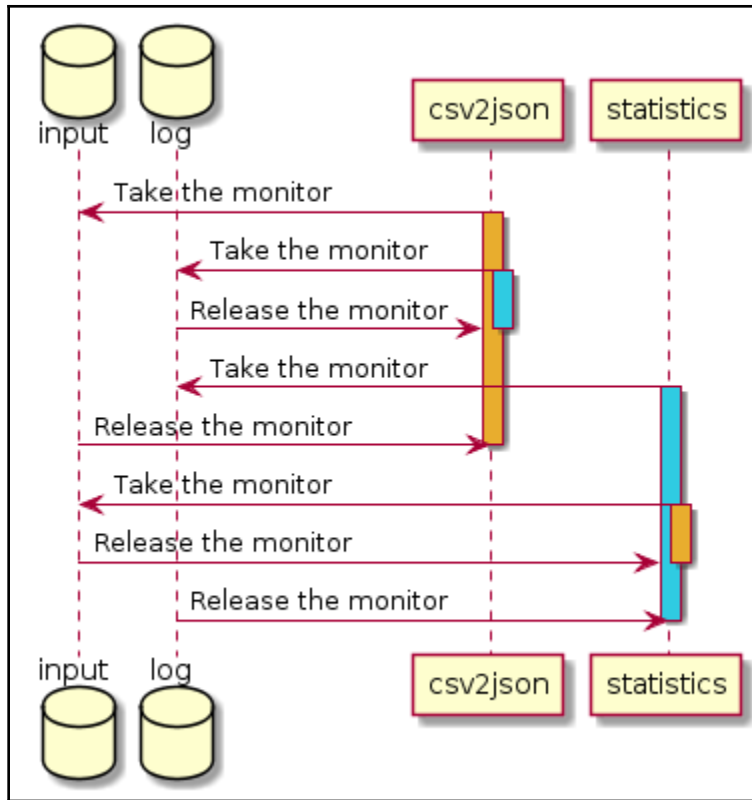 input log
csv2json statistics
Take the monitor
Take the monitor
Release the monitor
Take the monitor
Release the monitor
Take the monitor
Release the monitor
Release the monitor
input log
csv2json statistics